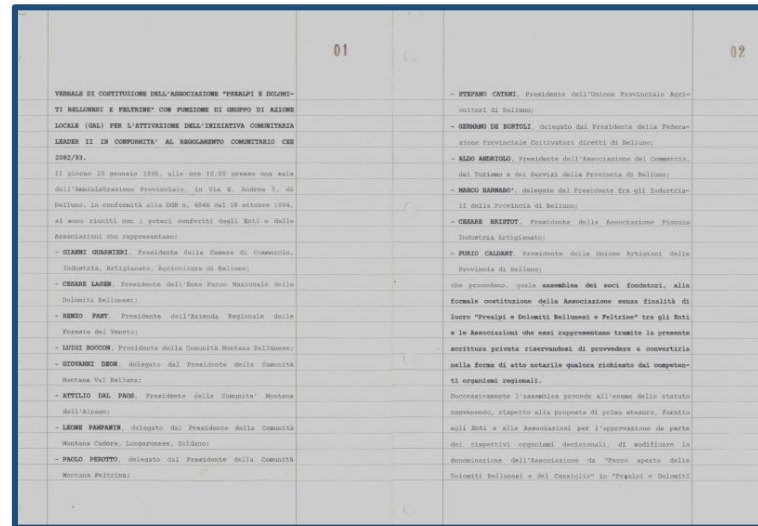 01
VERBALE DI COSTITUZIONE DELL'ASSOCIAZIONE "PREALPI E DOLOMI-
TI BELLUNESI E FELTRINE" CON FUNZIONE DI GRUPPO DI AZIONE
LOCALE (GAL) PER L'ATTIVAZIONE DELL'INIZIATIVA COMUNITARIA
LEADER II IN CONFORMITA' AL REGOLAMENTO COMUNITARIO CEE
2082/93.
Il giorno 23 gennaio 1995, alle ore 10.00 presso una sala
dell'Amministrazione Provinciale, in Via S. Andrea 5, di
Belluno, in conformità alla DGR n. 4846 del 18 ottobre 1994,
si sono riuniti con i poteri conferiti dagli Enti e dalle
Associazioni che rappresentano:
- GIANNI GUARNIERI, Presidente della Camera di Commercio,
Industria, Artigianato, Agricoltura di Belluno;
- CESARE LASEN, Presidente dell'Ente Parco Nazionale delle
Dolomiti Bellunesi;
- RENZO FANT, Presidente dell'Azienda Regionale delle
Foreste del Veneto;
- LUIGI ROCCON, Presidente della Comunità Montana Bellunese;
- GIOVANNI DEON, delegato dal Presidente della Comunità
Montana Val Belluna;
- ATTILIO DAL PAOS, Presidente della Comunita' Montana
dell'Alpago;
- LEONE PAMPANIN, delegato dal Presidente della Comunità
Montana Cadore, Longaronese, Zoldano;
- PAOLO PEROTTO, delegato dal Presidente della Comunità
Montana Feltrina;
02
- STEFANO CATANI, Presidente dell'Unione Provinciale Agri-
coltori di Belluno;
- GERMANO DE BORTOLI, delegato dal Presidente della Federa-
zione Provinciale Coltivatori diretti di Belluno;
- ALDO ANDRIOLO, Presidente dell'Associazione del Commercio,
del Turismo e dei Servizi della Provincia di Belluno;
- MARCO BARNABO', delegato del Presidente fra gli Industria-
li della Provincia di Belluno;
- CESARE BRISTOT, Presidente della Associazione Piccola
Industria Artigianato;
- FURIO CALDART, Presidente della Unione Artigiani della
Provincia di Belluno;
che procedono, quale assemblea dei soci fondatori, alla
formale costituzione della Associazione senza finalità di
lucro "Prealpi e Dolomiti Bellunesi e Feltrine" tra gli Enti
e le Associazioni che essi rappresentano tramite la presente
scrittura privata riservandosi di provvedere a convertirla
nella forma di atto notarile qualora richiesto dai competen-
ti organismi regionali.
Successivamente l'assemblea procede all'esame dello statuto
convenendo, rispetto alla proposta di prima stesura, fornita
agli Enti e alle Associazioni per l'approvazione da parte
dei rispettivi organismi decisionali, di modificare la
denominazione dell'Associazione da "Parco aperto delle
Dolomiti Bellunesi e del Cansiglio" in "Prealpi e Dolomiti